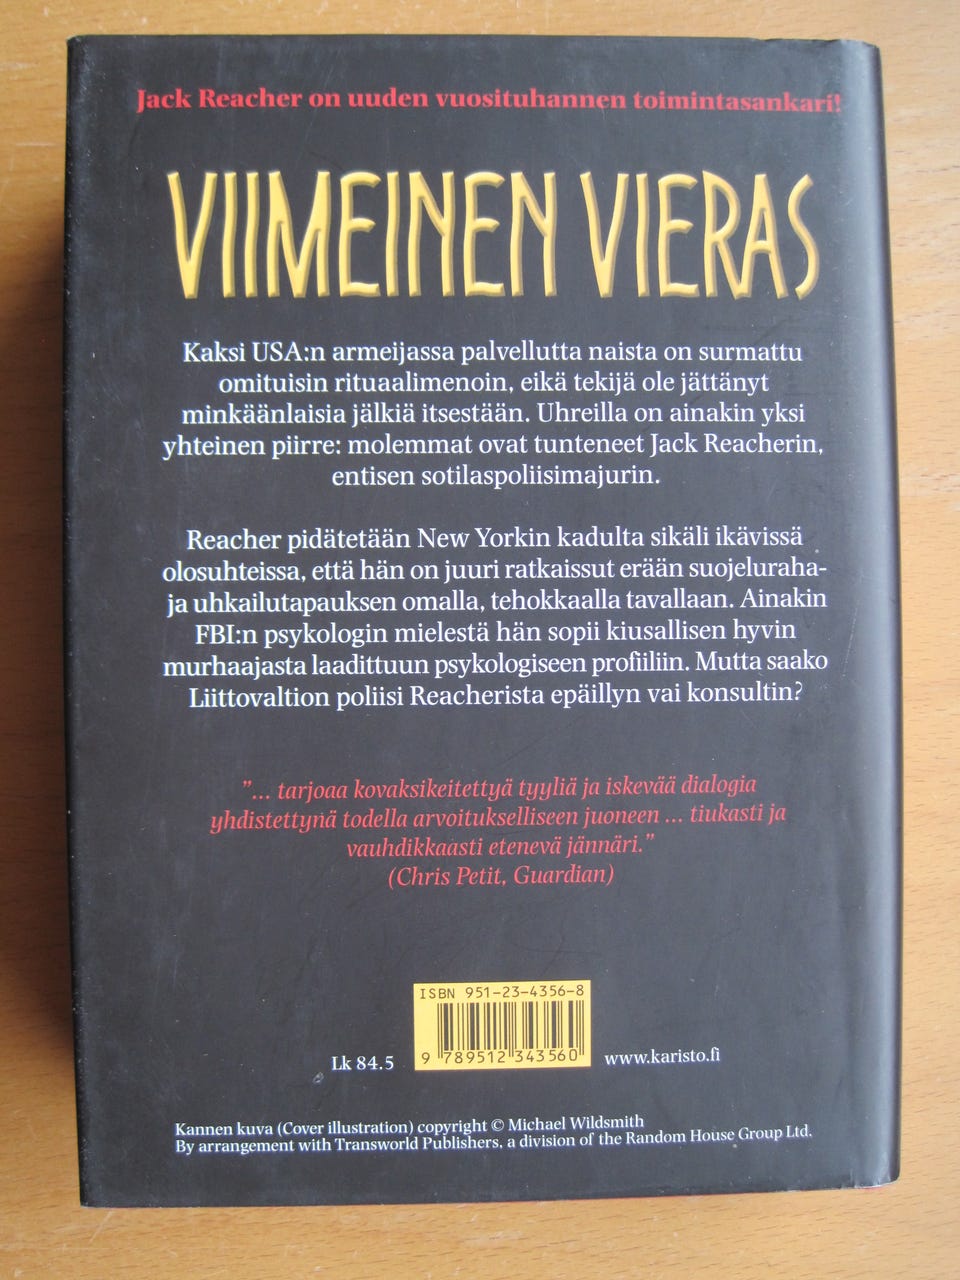 Jack Reacher on uuden vuosituhannen toimintasankari!
VIIMEINEN VIERAS
Kaksi USA:n armeijassa palvellutta naista on surmattu
omituisin rituaalimenoin, eikä tekijä ole jättänyt
minkäänlaisia jälkiä itsestään. Uhreilla on ainakin yksi
yhteinen piirre: molemmat ovat tunteneet Jack Reacherin,
entisen sotilaspoliisimajurin.
Reacher pidätetään New Yorkin kadulta sikäli ikävissä
olosuhteissa, että hän on juuri ratkaissut erään suojeluraha-
ja uhkailutapauksen omalla, tehokkaalla tavallaan. Ainakin
FBI:n psykologin mielestä hän sopii kiusallisen hyvin
murhaajasta laadittuun psykologiseen profiiliin. Mutta saako
Liittovaltion poliisi Reacherista epäillyn vai konsultin?
"... tarjoaa kovaksikeitettyä tyyliä ja iskevää dialogia
yhdistettynä todella arvoitukselliseen juoneen ... tiukasti ja
vauhdikkaasti etenevä jännäri."
(Chris Petit, Guardian)
ISBN 951-23-4356-8
9 789512 343560
Lk 84.5
www.karisto.fi
Kannen kuva (Cover illustration) copyright © Michael Wildsmith
By arrangement with Transworld Publishers, a division of the Random House Group Ltd.